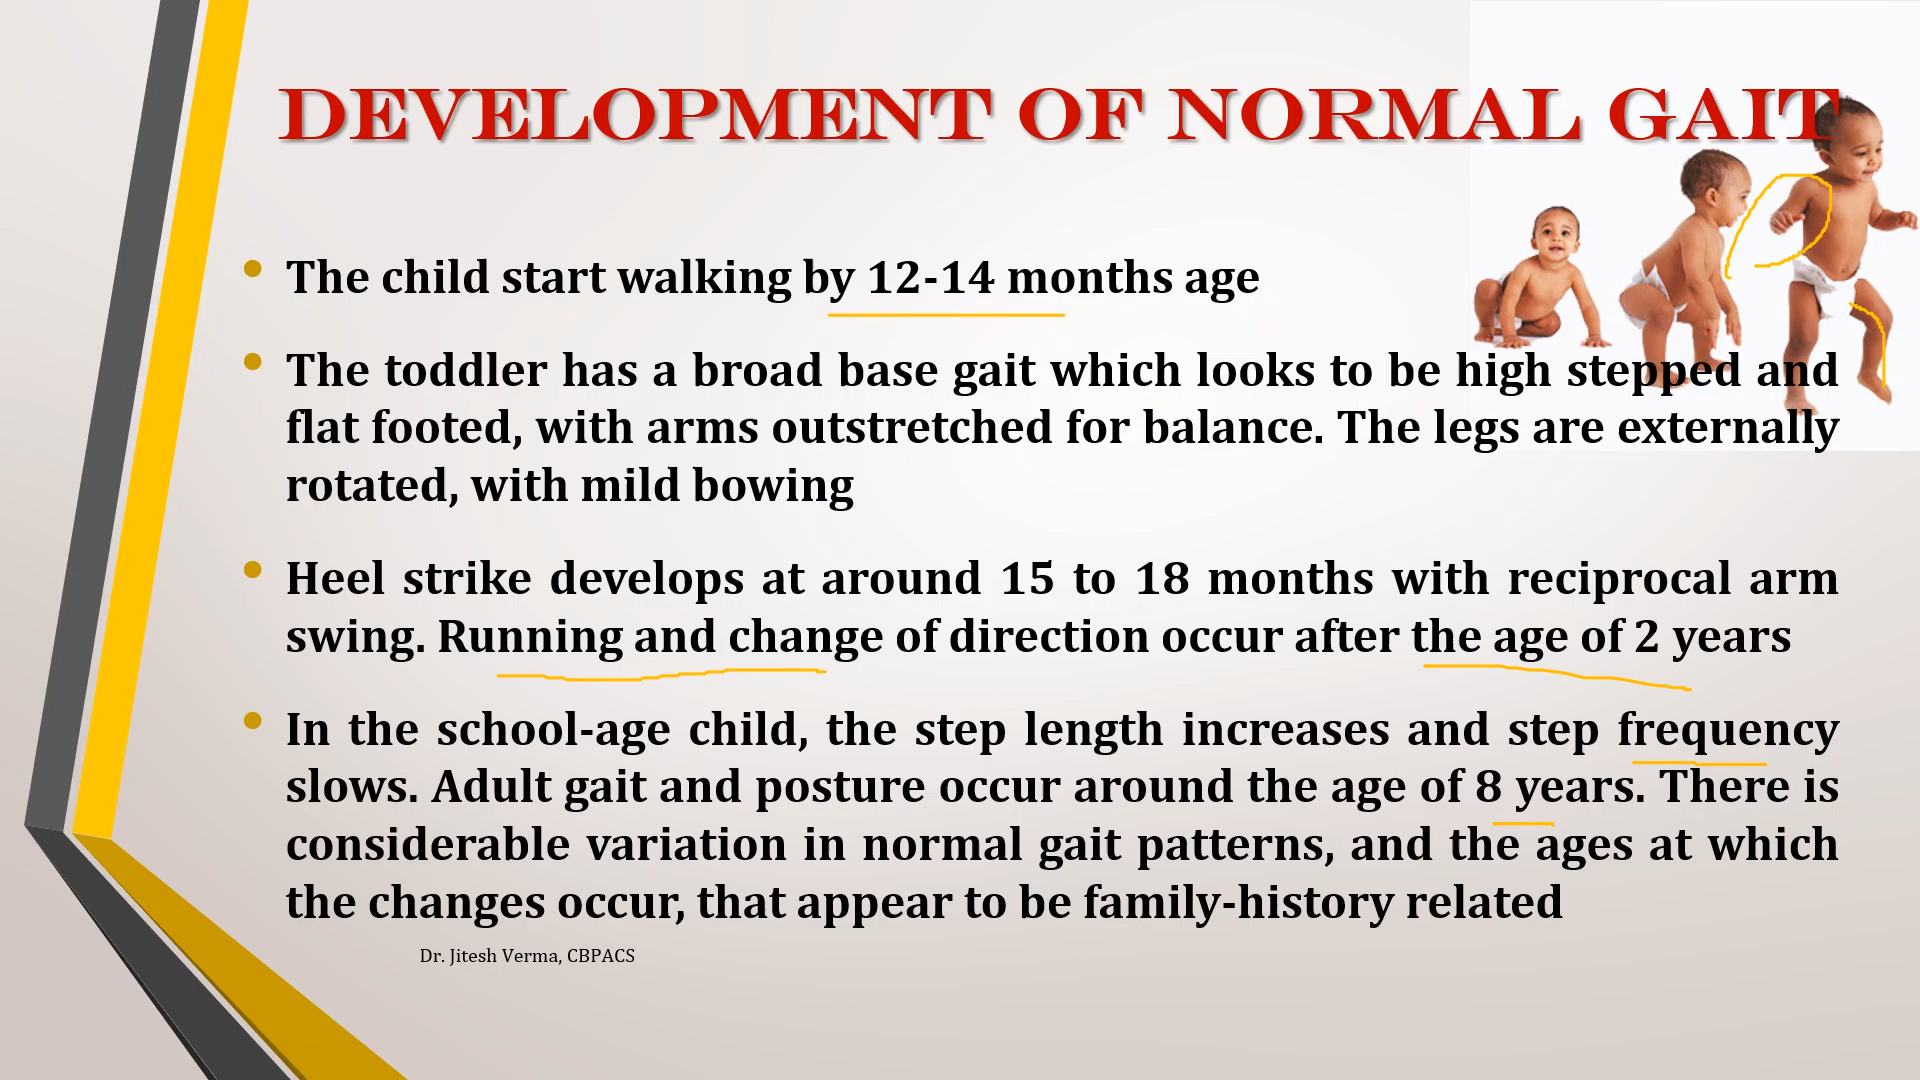 DEVELOPMENT OF NORMAL GAIT
• The child start walking by 12-14 months age
• The toddler has a broad base gait which looks to be high stepped and
flat footed, with arms outstretched for balance. The legs are externally
rotated, with mild bowing
• Heel strike develops at around 15 to 18 months with reciprocal arm
swing. Running and change of direction occur after the age of 2 years
• In the school-age child, the step length increases and step frequency
slows. Adult gait and posture occur around the age of 8 years. There is
considerable variation in normal gait patterns, and the ages at which
the changes occur, that appear to be family-history related
Dr. Jitesh Verma, CBPACS